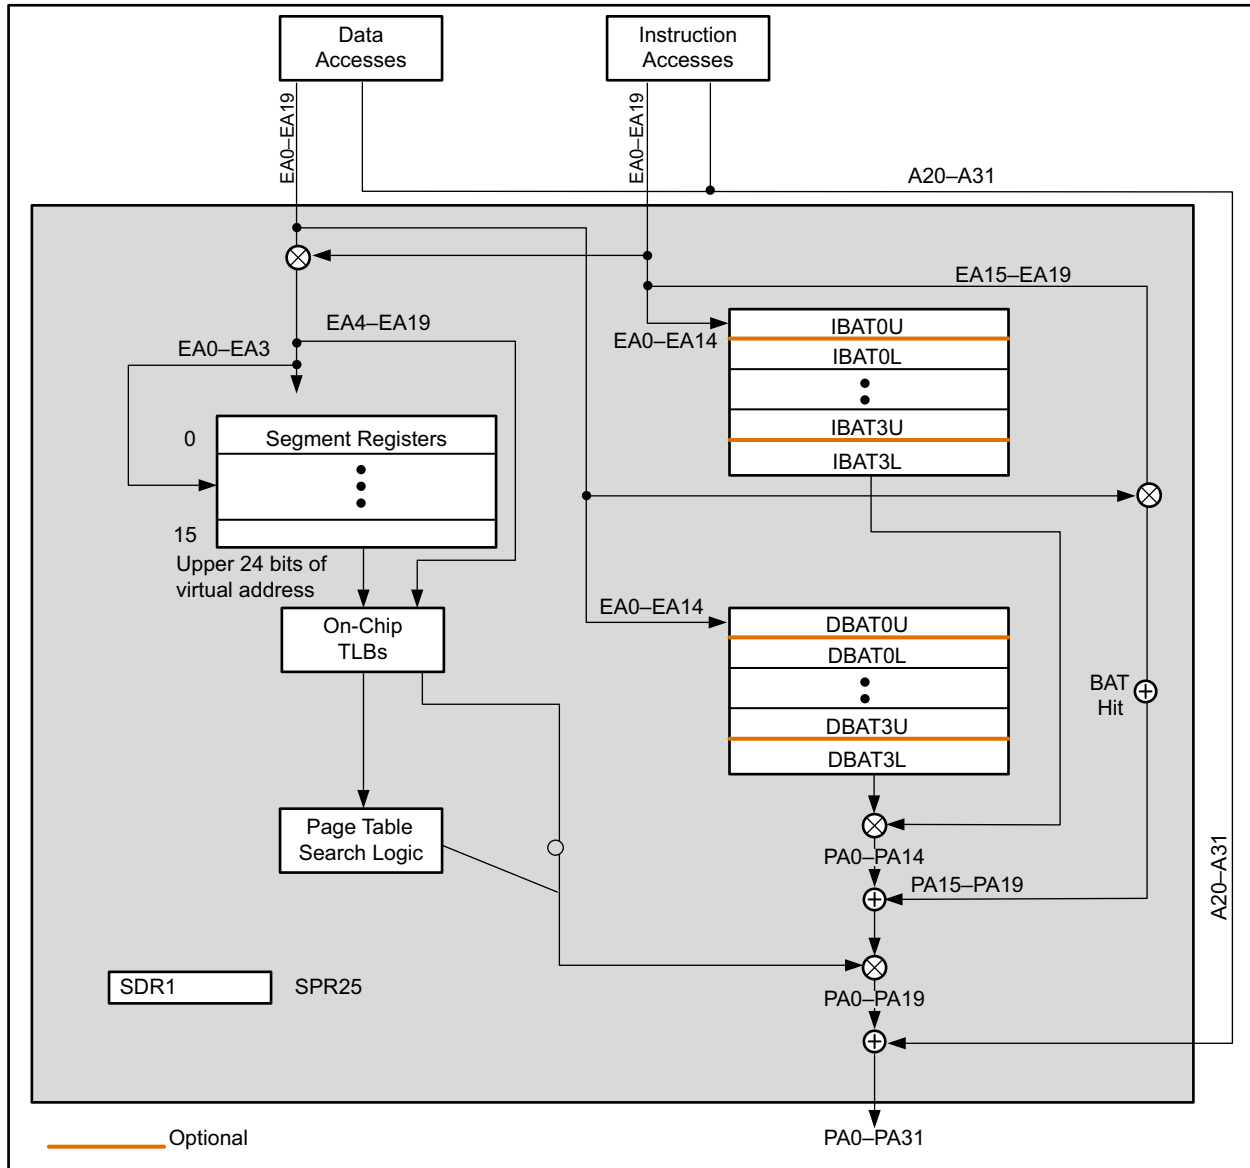 Data
Accesses
Instruction
Accesses
EA0–EA19
EA0–EA19
A20–A31
EA15–EA19
EA4–EA19
EA0–EA3
EA0–EA14
IBAT0U
IBAT0L
IBAT3U
IBAT3L
0
Segment Registers
15
Upper 24 bits of
virtual address
On-Chip
TLBs
EA0–EA14
DBAT0U
DBAT0L
DBAT3U
DBAT3L
BAT
Hit
Page Table
Search Logic
PA0–PA14
PA15–PA19
A20–A31
SDR1
SPR25
PA0–PA19
Optional
PA0–PA31